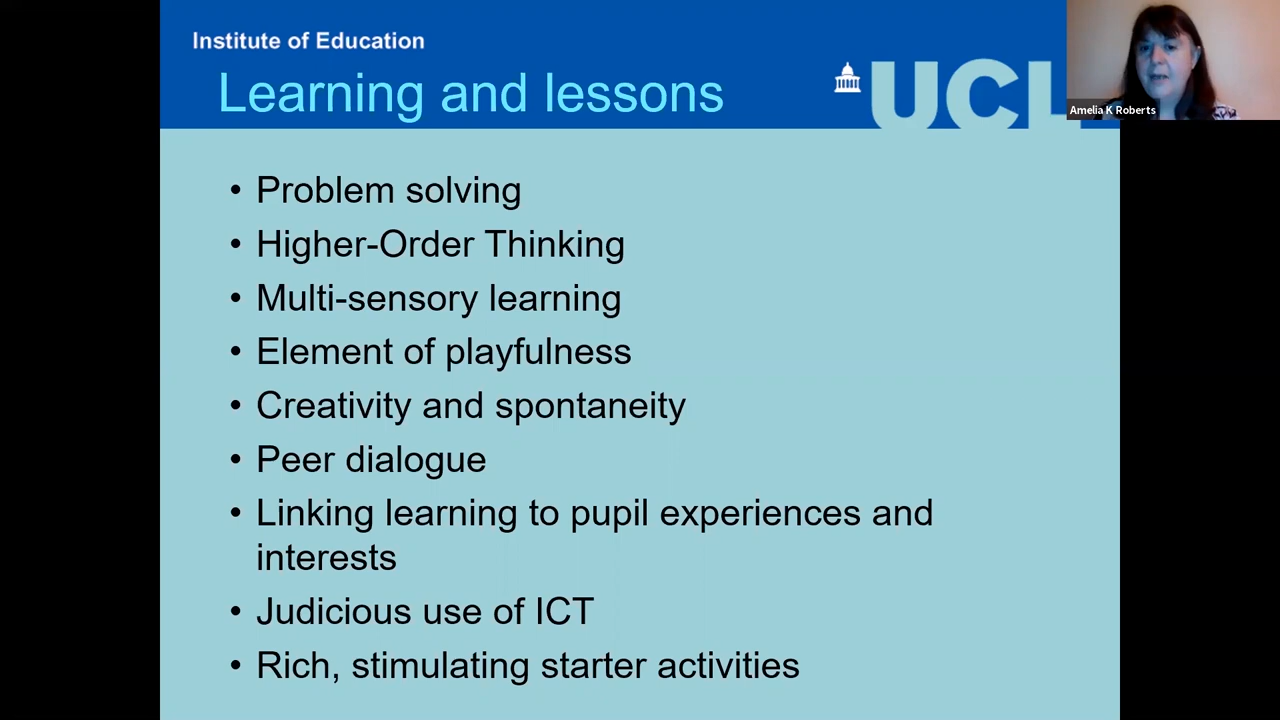 Institute of Education
Learning and lessons
UCL
Amelia K Roberts
• Problem solving
• Higher-Order Thinking
• Multi-sensory learning
• Element of playfulness
• Creativity and spontaneity
• Peer dialogue
• Linking learning to pupil experiences and
interests
• Judicious use of ICT
• Rich, stimulating starter activities